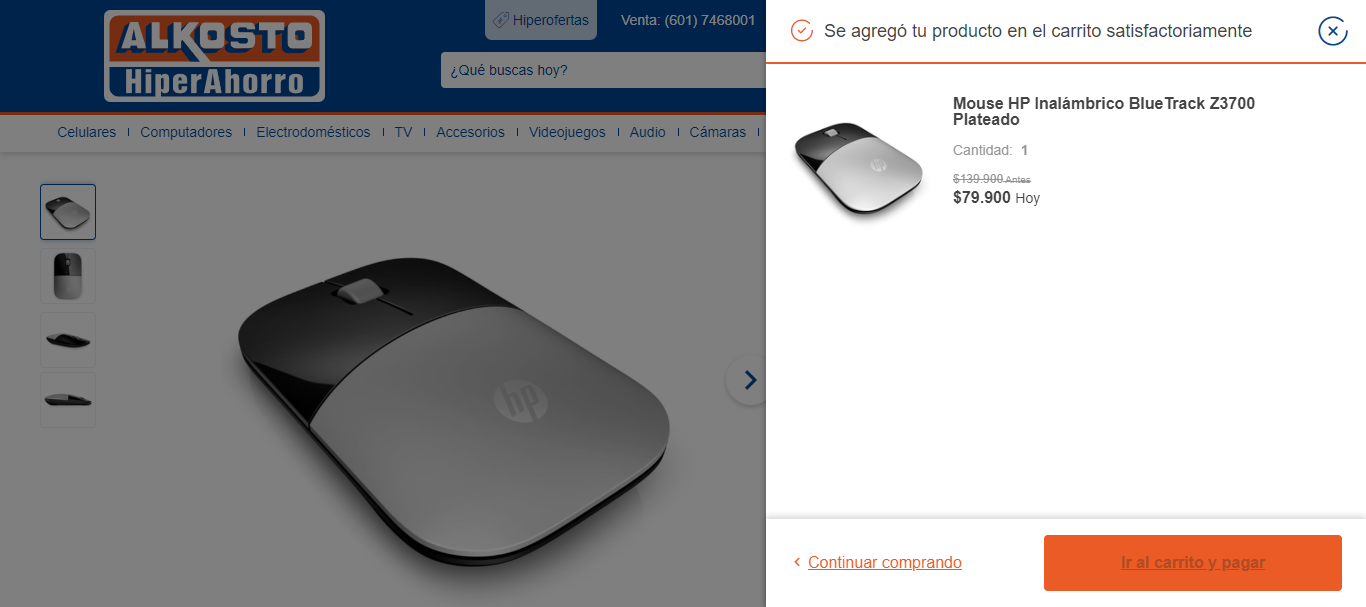 ALKOSTO
HiperAhorro
Hiperofertas
Venta: (601) 7468001
¿Qué buscas hoy?
Celulares
Computadores
Electrodomésticos
TV
Accesorios
Videojuegos
Audio
Cámaras
hp
Se agregó tu producto en el carrito satisfactoriamente
Mouse HP Inalámbrico BlueTrack Z3700
Plateado
Cantidad: 1
$139.900 Antes
$79.900 Hoy
Continuar comprando
Ir al carrito y pagar